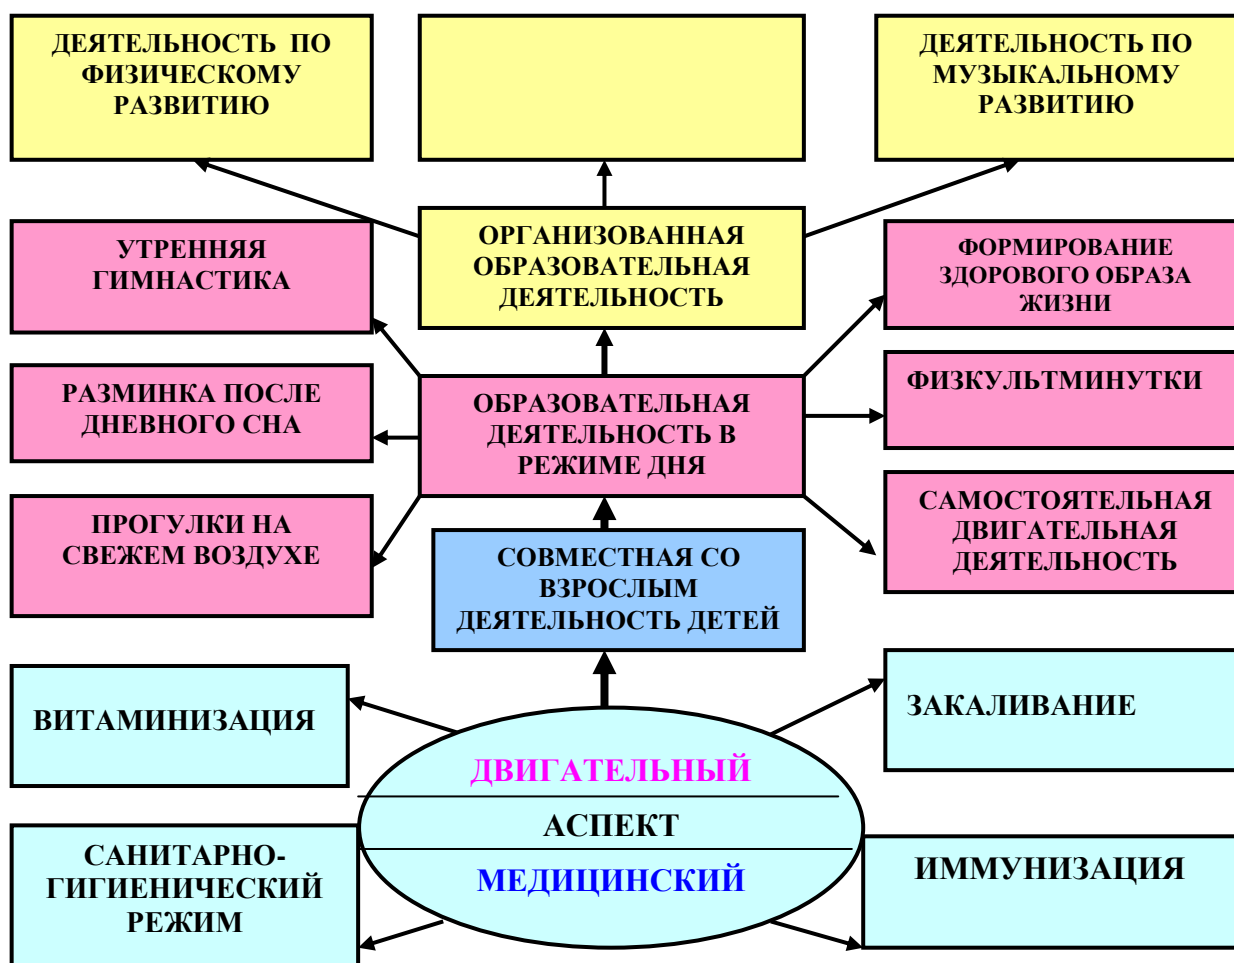 ДЕЯТЕЛЬНОСТЬ ПО
ФИЗИЧЕСКОМУ
РАЗВИТИЮ
ДЕЯТЕЛЬНОСТЬ ПО
МУЗЫКАЛЬНОМУ
РАЗВИТИЮ
УТРЕННЯЯ
ГИМНАСТИКА
ОРГАНИЗОВАННАЯ
ОБРАЗОВАТЕЛЬНАЯ
ДЕЯТЕЛЬНОСТЬ
ФОРМИРОВАНИЕ
ЗДОРОВОГО ОБРАЗА
ЖИЗНИ
РАЗМИНКА ПОСЛЕ
ДНЕВНОГО СНА
ОБРАЗОВАТЕЛЬНАЯ
ДЕЯТЕЛЬНОСТЬ В
РЕЖИМЕ ДНЯ
ФИЗКУЛЬТМИНУТКИ
ПРОГУЛКИ НА
СВЕЖЕМ ВОЗДУХЕ
СОВМЕСТНАЯ СО
ВЗРОСЛЫМ
ДЕЯТЕЛЬНОСТЬ ДЕТЕЙ
САМОСТОЯТЕЛЬНАЯ
ДВИГАТЕЛЬНАЯ
ДЕЯТЕЛЬНОСТЬ
ВИТАМИНИЗАЦИЯ
ЗАКАЛИВАНИЕ
ДВИГАТЕЛЬНЫЙ
АСПЕКТ
МЕДИЦИНСКИЙ
САНИТАРНО-
ГИГИЕНИЧЕСКИЙ
РЕЖИМ
ИММУНИЗАЦИЯ